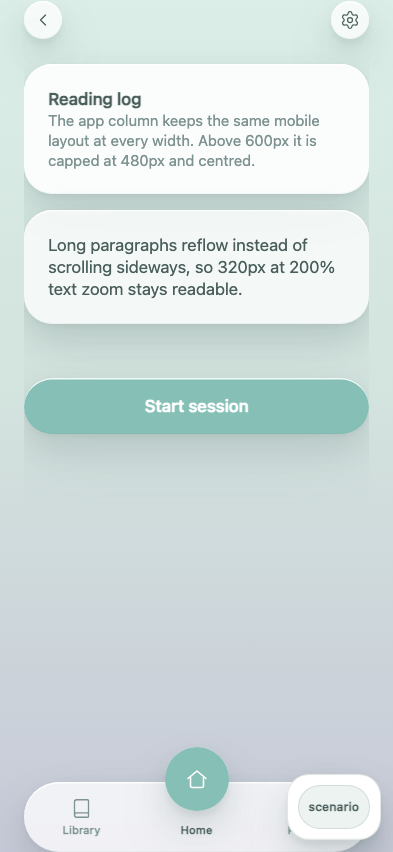 Reading log
The app column keeps the same mobile
layout at every width. Above 600px it is
capped at 480px and centred.
Long paragraphs reflow instead of
scrolling sideways, so 320px at 200%
text zoom stays readable.
Start session
Library
Home
scenario